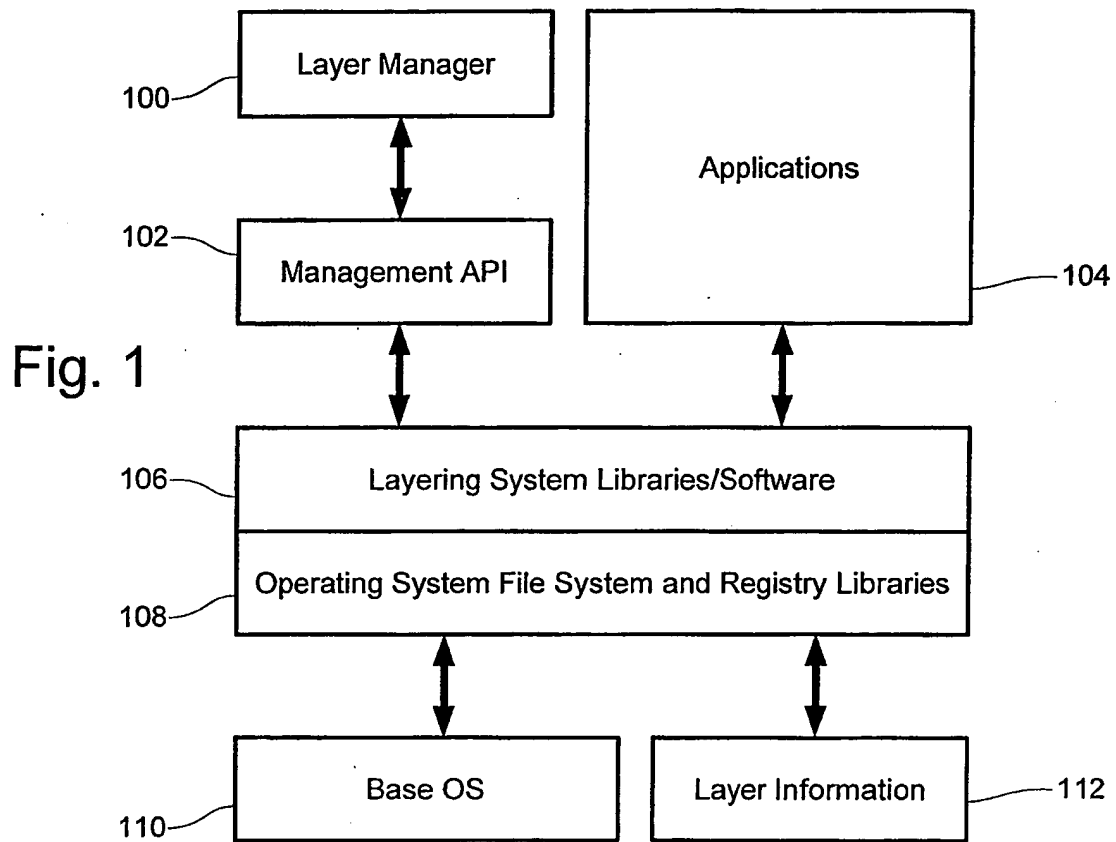 Layer Manager
100
Applications
102
Management API
104
Fig. 1
106
Layering System Libraries/Software
Operating System File System and Registry Libraries
108
Base OS
110
Layer Information
112